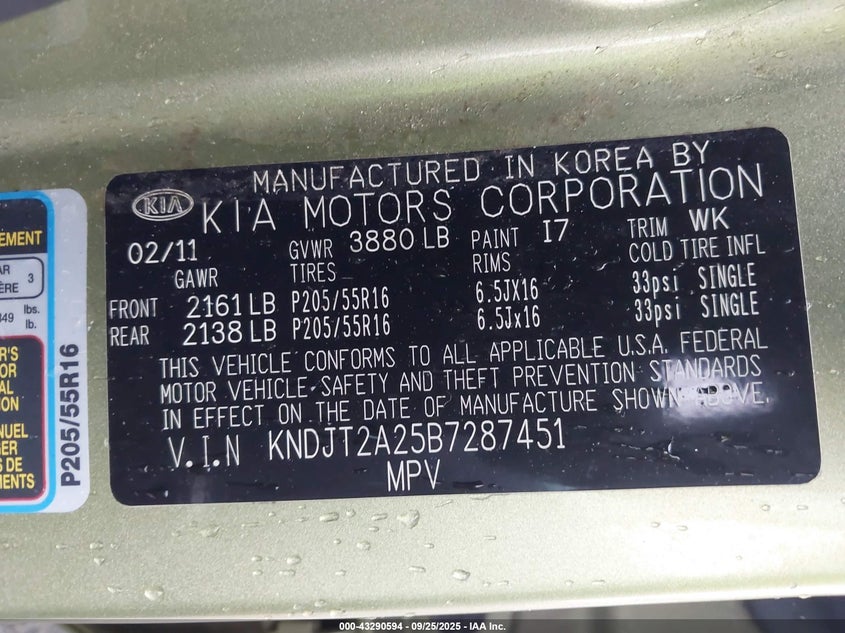 MANUFACTURED IN KOREA BY
KIA KIA MOTORS CORPORATION
02/11 GVWR 3880 LB PAINT I7 TRIM WK
GAWR TIRES RIMS COLD TIRE INFL
FRONT 2161 LB P205/55R16 6.5JX16 33psi SINGLE
REAR 2138 LB P205/55R16 6.5Jx16 33psi SINGLE
THIS VEHICLE CONFORMS TO ALL APPLICABLE U.S.A. FEDERAL
MOTOR VEHICLE SAFETY AND THEFT PREVENTION STANDARDS
IN EFFECT ON THE DATE OF MANUFACTURE SHOWN
V.I.N KNDJT2A25B7287451
MPV
3
lbs.
lb.
P205/55R16
000-43290594 - 09/25/2025 - IAA Inc.